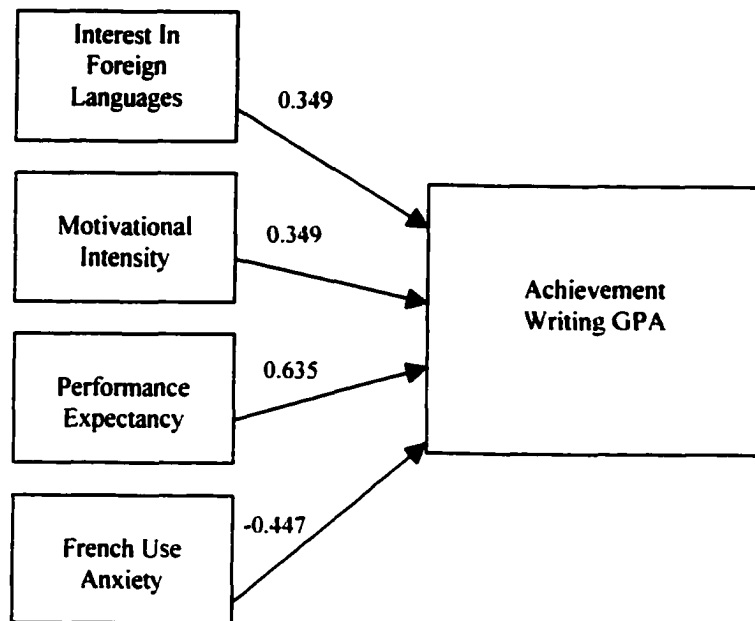 Interest In
Foreign
Languages
0.349
Motivational
Intensity
0.349
Achievement
Writing GPA
Performance
Expectancy
0.635
French Use
Anxiety
-0.447